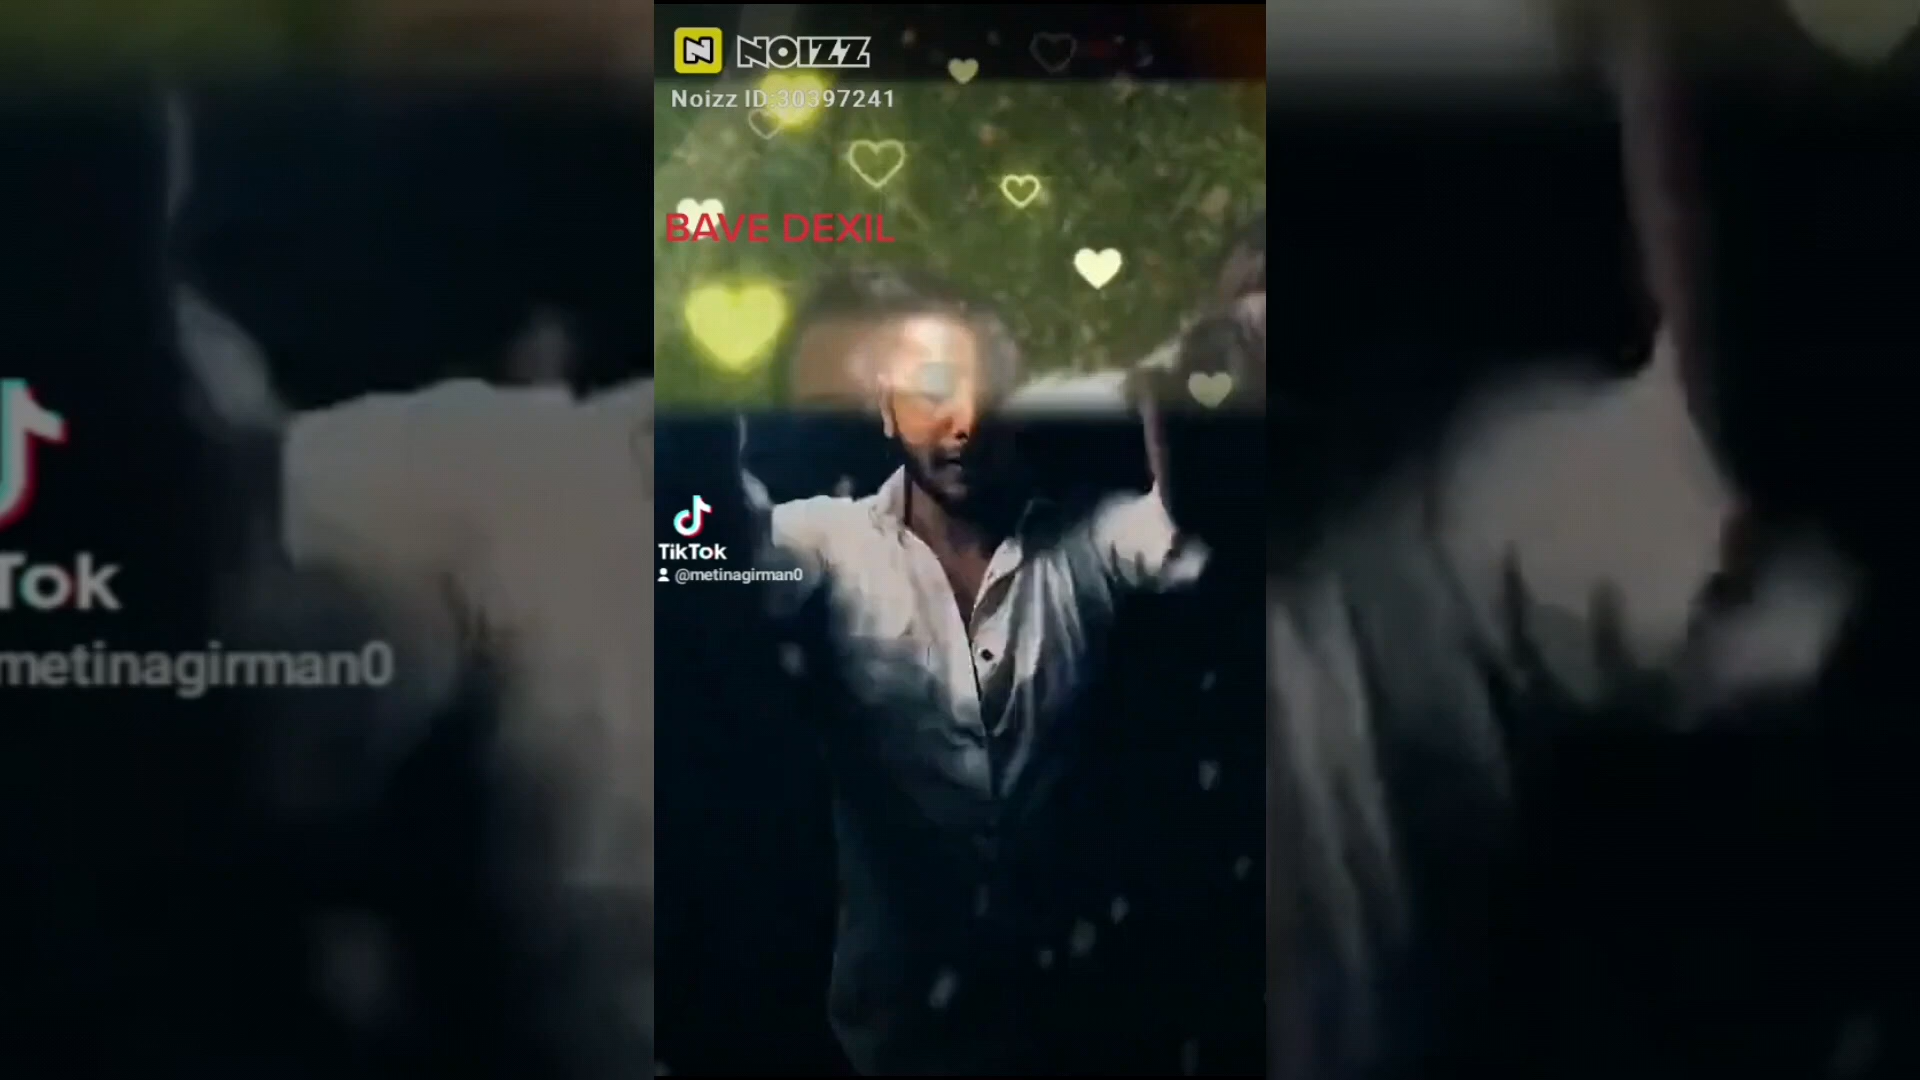 NOIZZ
Noizz ID:30397241
BAVE DEXIL
TikTok
@metinagirman0
Tok
metinagirman0